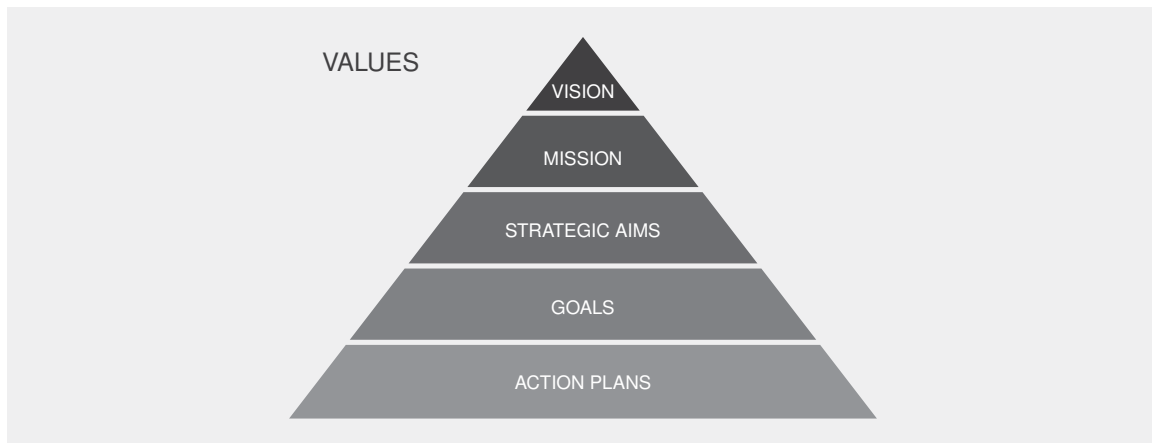 VALUES
VISION
MISSION
STRATEGIC AIMS
GOALS
ACTION PLANS